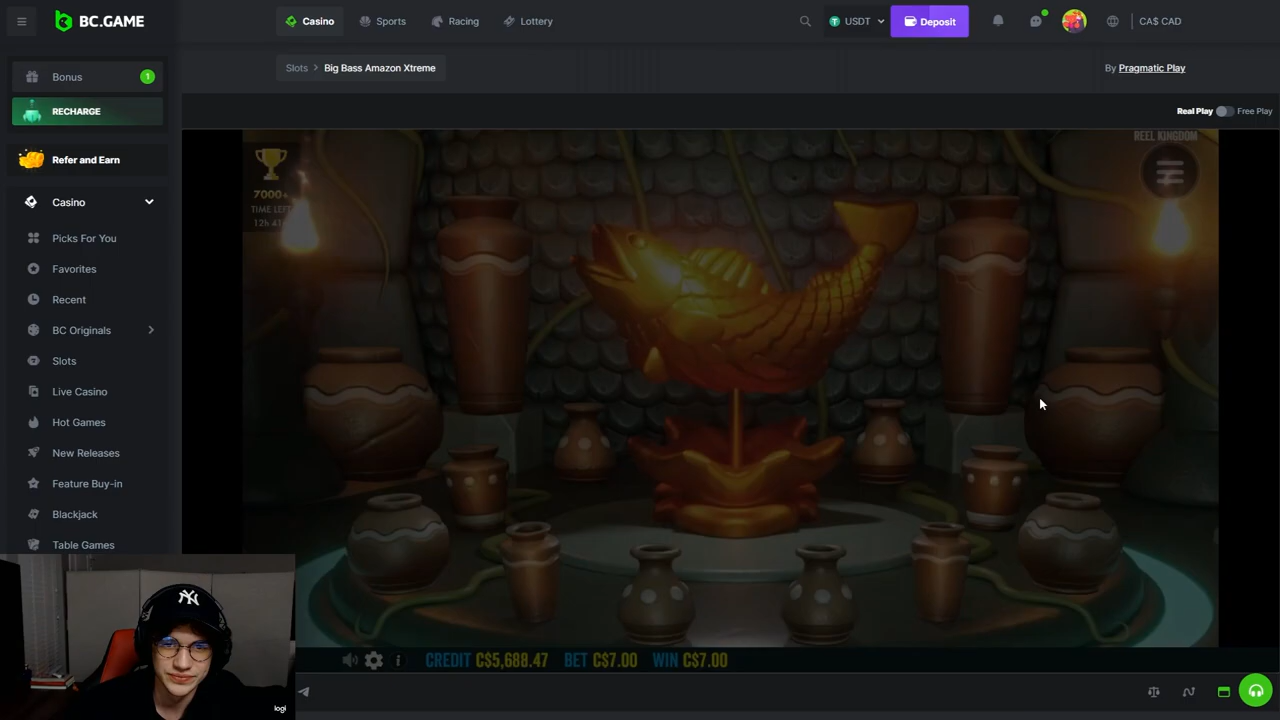 BC.GAME
Casino
Sports
Racing
Lottery
USDT
Deposit
CA$ CAD
Bonus
1
RECHARGE
Refer and Earn
Casino
Picks For You
Favorites
Recent
BC Originals
Slots
Live Casino
Hot Games
New Releases
Feature Buy-in
Blackjack
Table Games
Slots > Big Bass Amazon Xtreme
By Pragmatic Play
Real Play
Free Play
REEL KINGDOM
7000+
TIME LEFT
CREDIT C$5,688.47 BET C$7.00 WIN C$7.00
NY
logi